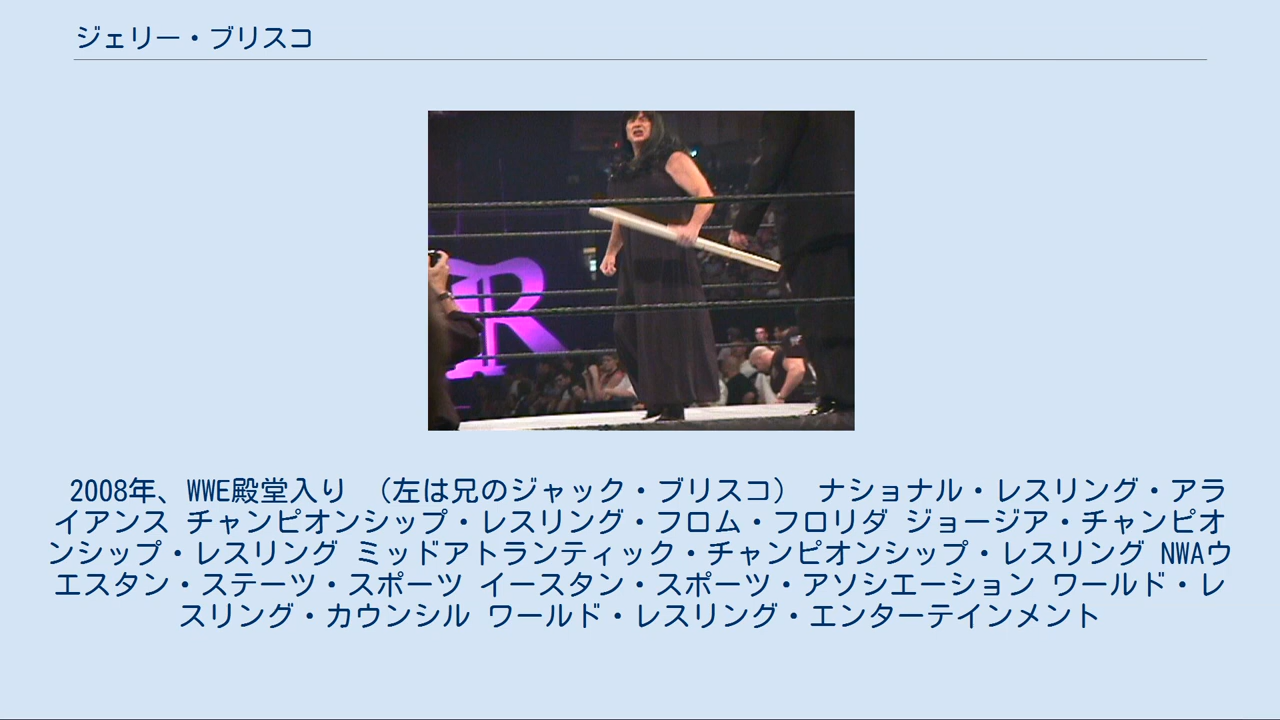 ジェリー・ブリスコ
R
2008年、WWE殿堂入り （左は兄のジャック・ブリスコ） ナショナル・レスリング・アラ
イアンス チャンピオンシップ・レスリング・フロム・フロリダ ジョージア・チャンピオ
ンシップ・レスリング ミッドアトランティック・チャンピオンシップ・レスリング NWAウ
エスタン・ステーツ・スポーツ イースタン・スポーツ・アソシエーション ワールド・レ
スリング・カウンシル ワールド・レスリング・エンターテインメント